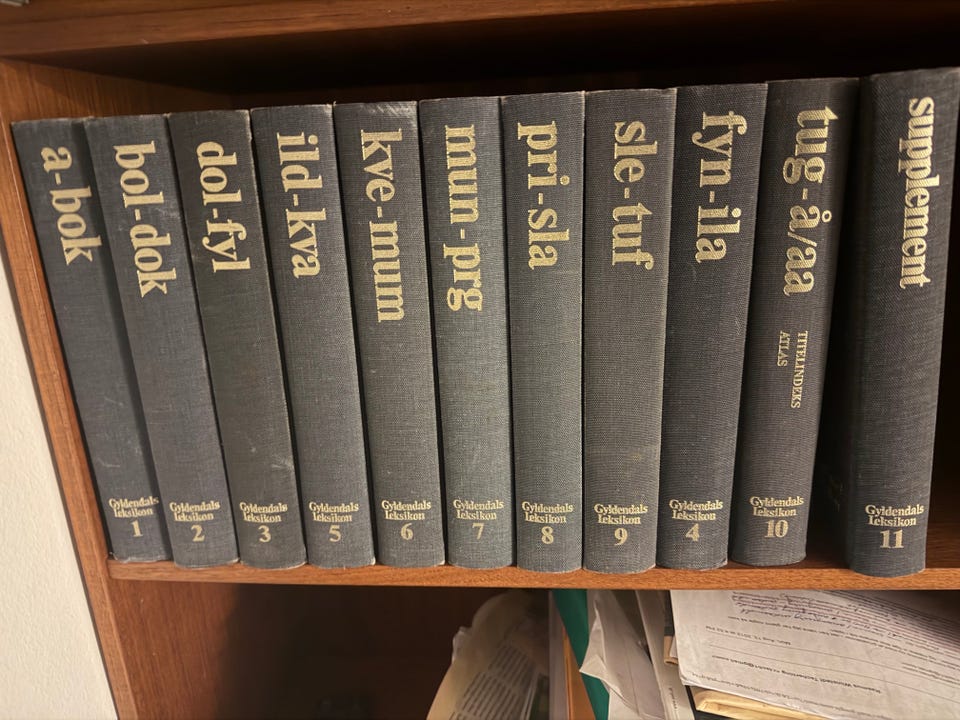 a-bok
Gyldendals
Leksikon
1
bol-dok
Gyldendals
Leksikon
2
dol-fyl
Gyldendals
Leksikon
3
ild-kva
Gyldendals
Leksikon
5
kve-mum
Gyldendals
Leksikon
6
mun-prg
Gyldendals
Leksikon
7
pri-sla
Gyldendals
Leksikon
8
sle-tuf
Gyldendals
Leksikon
9
fyn-ila
Gyldendals
Leksikon
4
tug-å/aa
TITELINDEKS
ATLAS
Gyldendals
Leksikon
10
supplement
Gyldendals
Leksikon
11